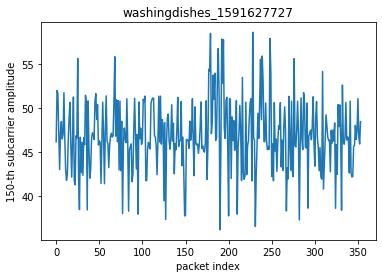 washingdishes_1591627727
150-th subcarrier amplitude
55
50
45
40
0 50 100 150 200 250 300 350
packet index